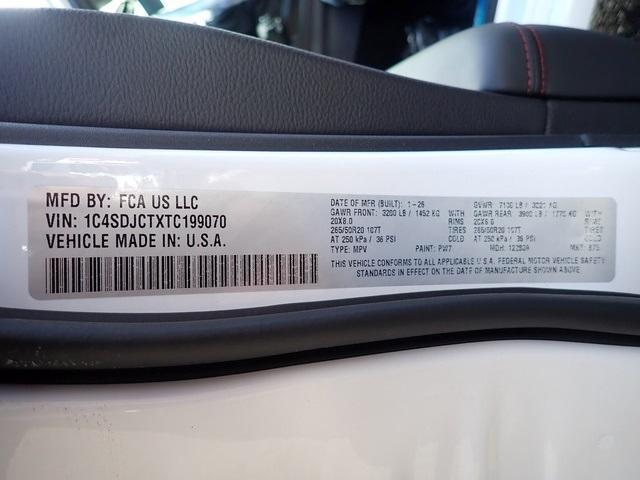 MFD BY: FCA US LLC
VIN: 1C4SDJCTXTC199070
VEHICLE MADE IN: U.S.A.
DATE OF MFR (BUILT): 1-26
GAWR FRONT: 3200 LB / 1452 KG WITH
20X8.0 RIMS
265/50R20 107T TIRES
AT 250 kPa / 36 PSI COLD
TYPE: MPV PAINT: PW7
GVWR: 7100 LB / KG
GAWR REAR: 3900 LB / KG WITH
20X8.0 RIMS
265/50R20 107T TIRES
AT 250 kPa / 36 PSI COLD
MDH: MKT:
THIS VEHICLE CONFORMS TO ALL APPLICABLE U.S.A. FEDERAL MOTOR VEHICLE SAFETY
STANDARDS IN EFFECT ON THE DATE OF MANUFACTURE SHOWN ABOVE